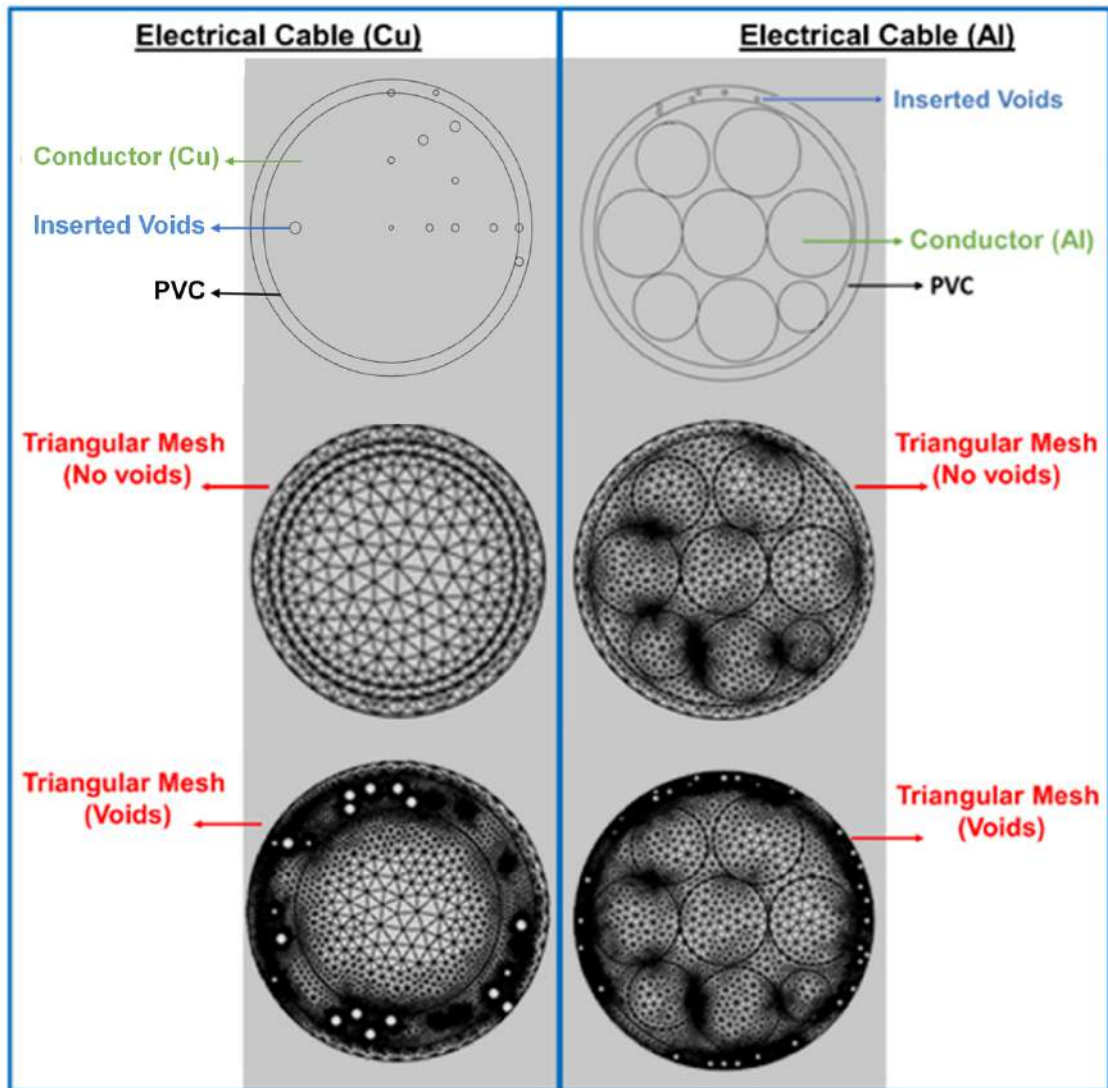 Electrical Cable (Cu)
Conductor (Cu)
Inserted Voids
PVC
Triangular Mesh
(No voids)
Triangular Mesh
(Voids)
Electrical Cable (Al)
Inserted Voids
Conductor (Al)
PVC
Triangular Mesh
(No voids)
Triangular Mesh
(Voids)